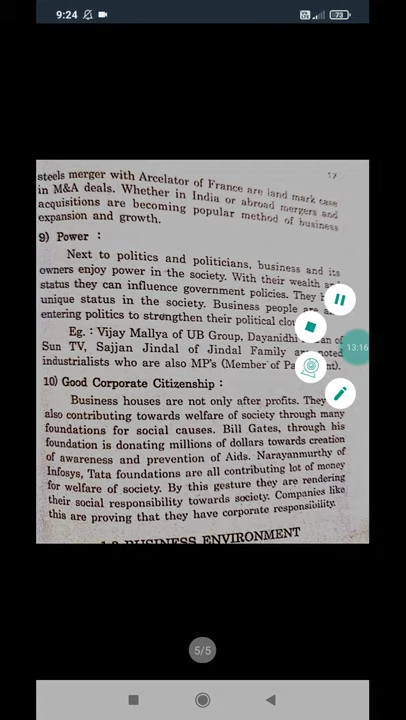 9:24
73
17
steels merger with Arcelator of France are land mark case
in M&A deals. Whether in India or abroad mergers and
acquisitions are becoming popular method of business
expansion and growth.
9) Power :
Next to politics and politicians, business and its
owners enjoy power in the society. With their wealth and
status they can influence government policies. They
unique status in the society. Business people are
entering politics to strengthen their political
Eg. : Vijay Mallya of UB Group, Dayanidhi of
13:16
Sun TV, Sajjan Jindal of Jindal Family are noted
industrialists who are also MP's (Member of
10) Good Corporate Citizenship :
Business houses are not only after profits. They
also contributing towards welfare of society through many
foundations for social causes. Bill Gates, through his
foundation is donating millions of dollars towards creation
of awareness and prevention of Aids. Narayanmurthy of
Infosys, Tata foundations are all contributing lot of money
for welfare of society. By this gesture they are rendering
their social responsibility towards society. Companies like
this are proving that they have corporate responsibility.
BUSINESS ENVIRONMENT
5/5